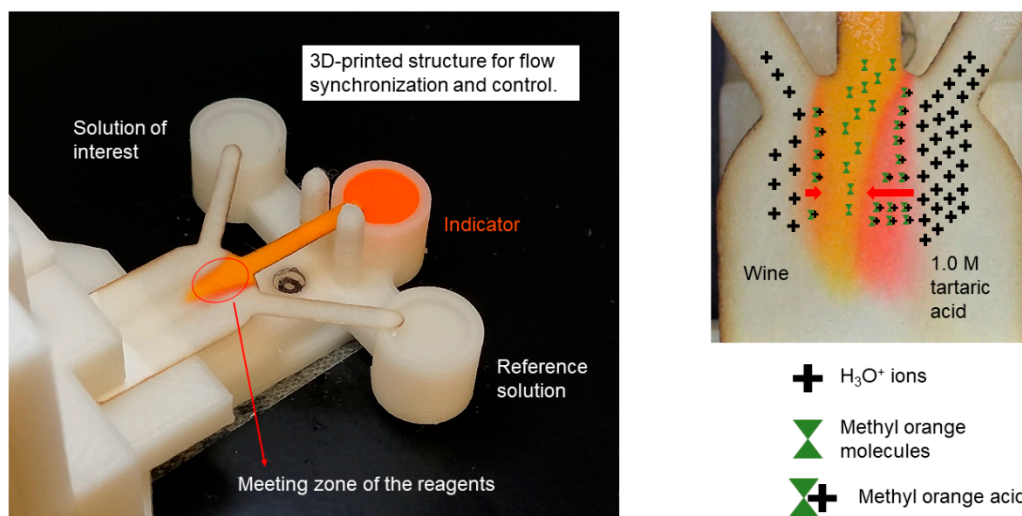 3D-printed structure for flow
synchronization and control.
Solution of
interest
Indicator
Reference
solution
Meeting zone of the reagents
Wine
1.0 M
tartaric
acid
H₃O⁺ ions
Methyl orange
molecules
Methyl orange acid